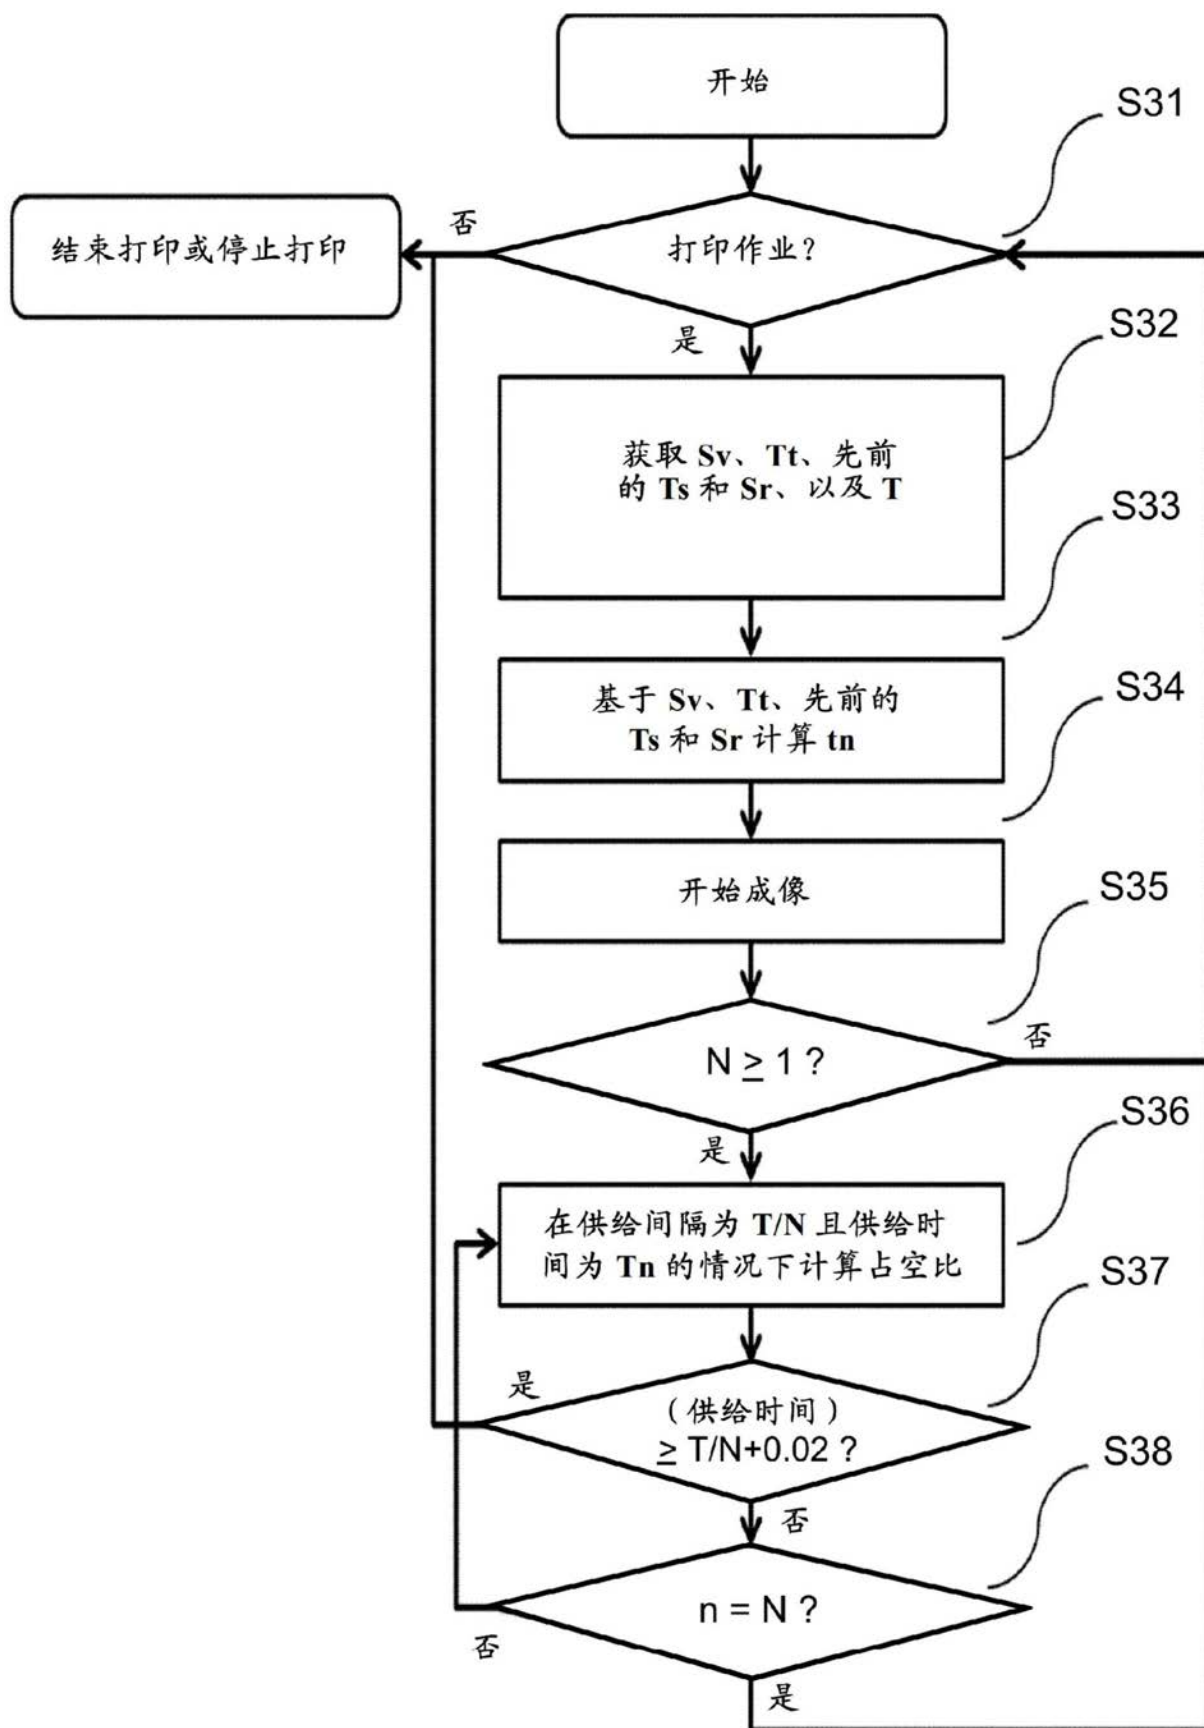 开始
S31
否
结束打印或停止打印
打印作业？
是
S32
获取 Sv、Tt、先前
的 Ts 和 Sr、以及 T
S33
基于 Sv、Tt、先前的
Ts 和 Sr 计算 tn
S34
开始成像
S35
N ≥ 1 ?
否
是
S36
在供给间隔为 T/N 且供给时
间为 Tn 的情况下计算占空比
S37
是
（供给时间）
≥ T/N+0.02 ?
S38
否
n = N ?
否
是